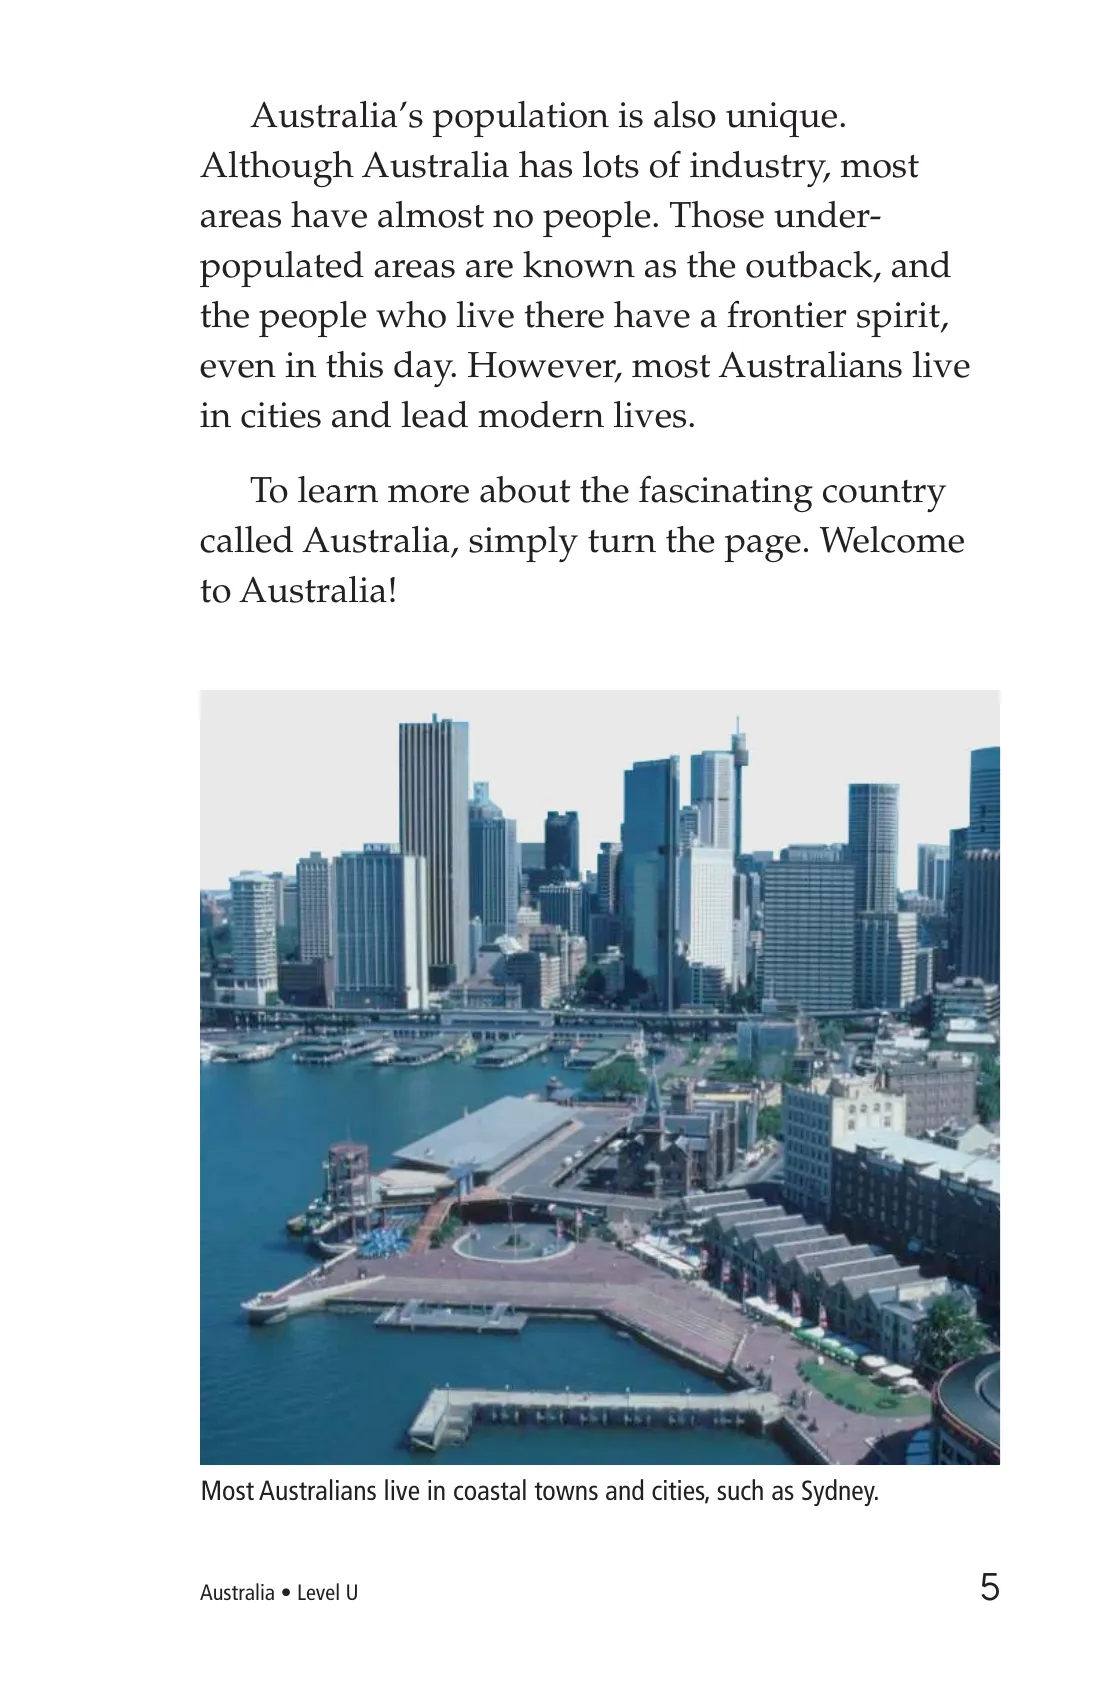 Australia’s population is also unique.
Although Australia has lots of industry, most
areas have almost no people. Those under-
populated areas are known as the outback, and
the people who live there have a frontier spirit,
even in this day. However, most Australians live
in cities and lead modern lives.
To learn more about the fascinating country
called Australia, simply turn the page. Welcome
to Australia!
Most Australians live in coastal towns and cities, such as Sydney.
Australia • Level U
5